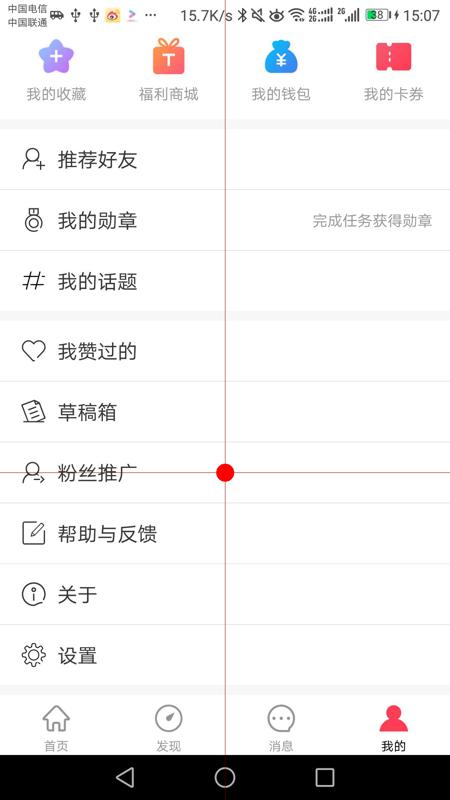 中国电信
中国联通
15.7K/s
4G 2G
2G
38
15:07
我的收藏
福利商城
我的钱包
我的卡券
推荐好友
我的勋章
完成任务获得勋章
我的话题
我赞过的
草稿箱
粉丝推广
帮助与反馈
关于
设置
首页
发现
消息
我的